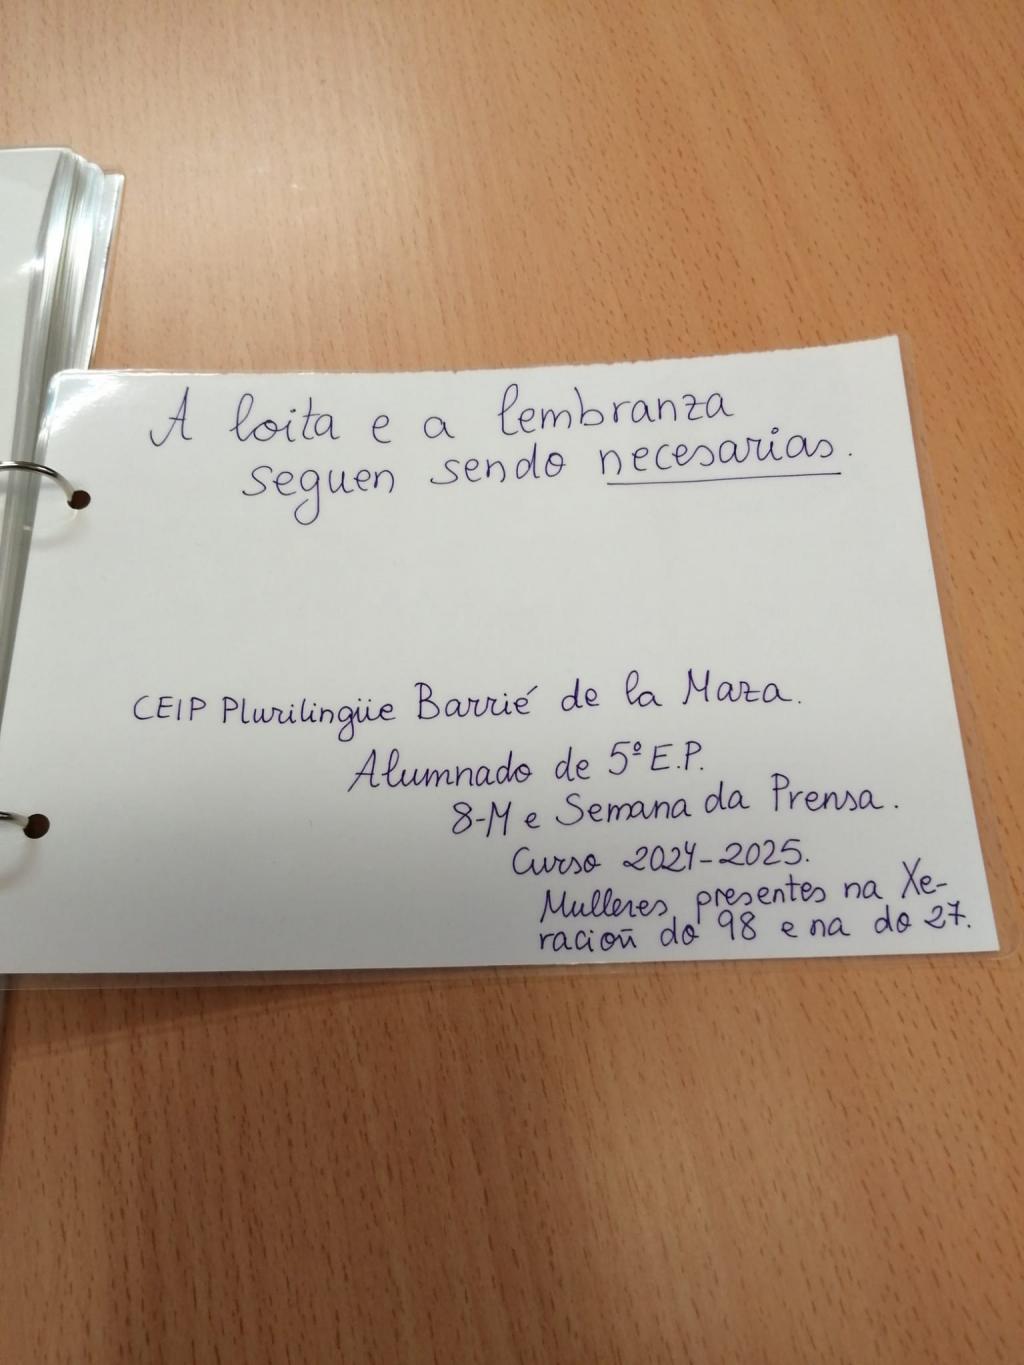 A loita e a lembranza
seguen sendo necesarias.
CEIP Plurilingüe Barrié de la Maza.
Alumnado de 5º E.P.
8-M e Semana da Prensa.
Curso 2024-2025.
Mulleres presentes na Xe-
ración do 98 e na do 27.